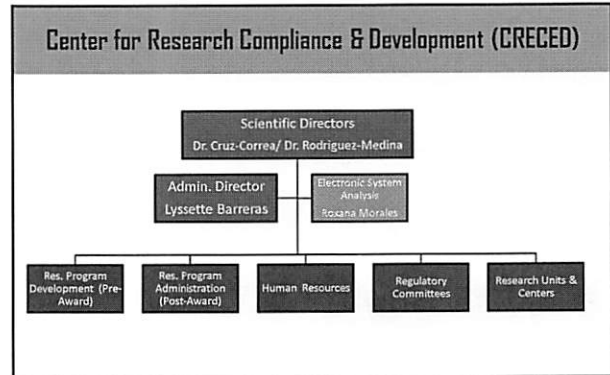 Center for Research Compliance & Development (CRECED)
Scientific Directors
Dr. Cruz-Correa/ Dr. Rodriguez-Medina
Admin. Director
Lyssette Barreras
Electronic System
Analysis
Roxana Morales
Res. Program
Development (Pre-
Award)
Res. Program
Administration
(Post-Award)
Human Resources
Regulatory
Committees
Research Units &
Centers